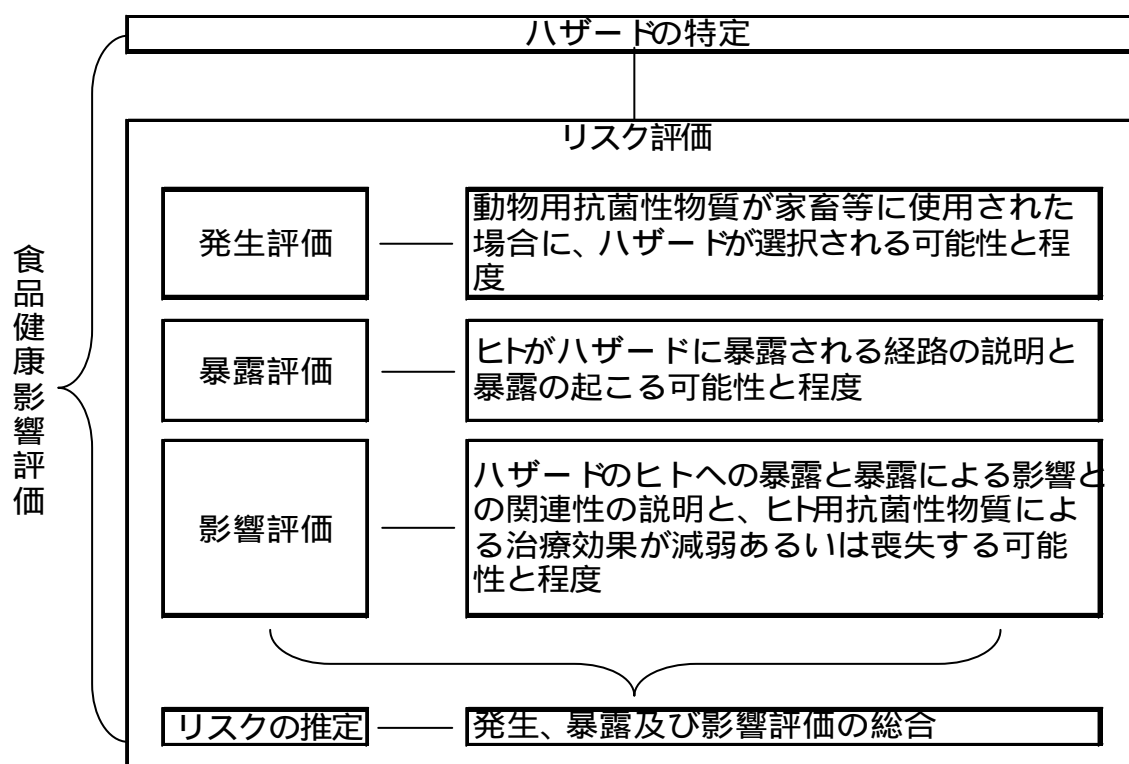 ハザードの特定
リスク評価
食品健康影響評価
発生評価
動物用抗菌性物質が家畜等に使用された
場合に、ハザードが選択される可能性と程
度
暴露評価
ヒトがハザードに暴露される経路の説明と
暴露の起こる可能性と程度
影響評価
ハザードのヒトへの暴露と暴露による影響と
の関連性の説明と、ヒト用抗菌性物質によ
る治療効果が減弱あるいは喪失する可能
性と程度
リスクの推定
発生、暴露及び影響評価の総合